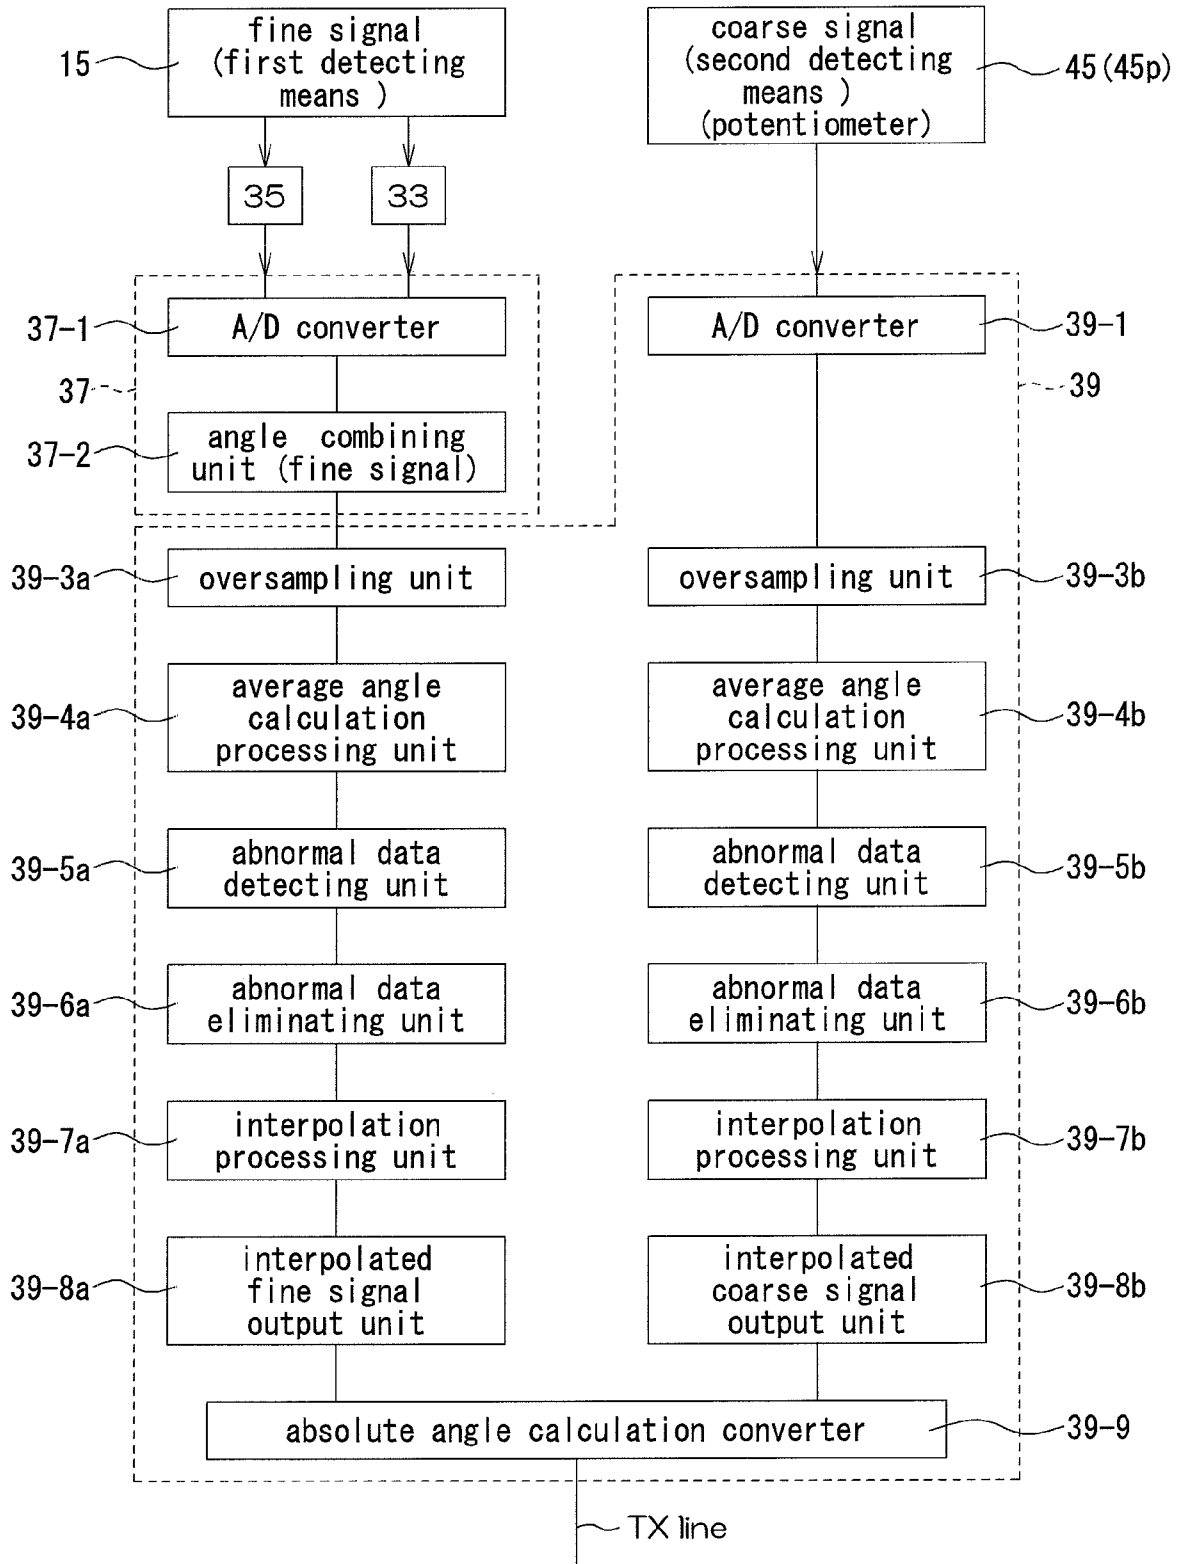 fine signal
(first detecting
means )
15
coarse signal
(second detecting
means )
(potentiometer)
45(45p)
35
33
37-1
A/D converter
A/D converter
39-1
37
39
37-2
angle combining
unit (fine signal)
39-3a
oversampling unit
oversampling unit
39-3b
39-4a
average angle
calculation
processing unit
average angle
calculation
processing unit
39-4b
39-5a
abnormal data
detecting unit
abnormal data
detecting unit
39-5b
39-6a
abnormal data
eliminating unit
abnormal data
eliminating unit
39-6b
39-7a
interpolation
processing unit
interpolation
processing unit
39-7b
39-8a
interpolated
fine signal
output unit
interpolated
coarse signal
output unit
39-8b
absolute angle calculation converter
39-9
TX line